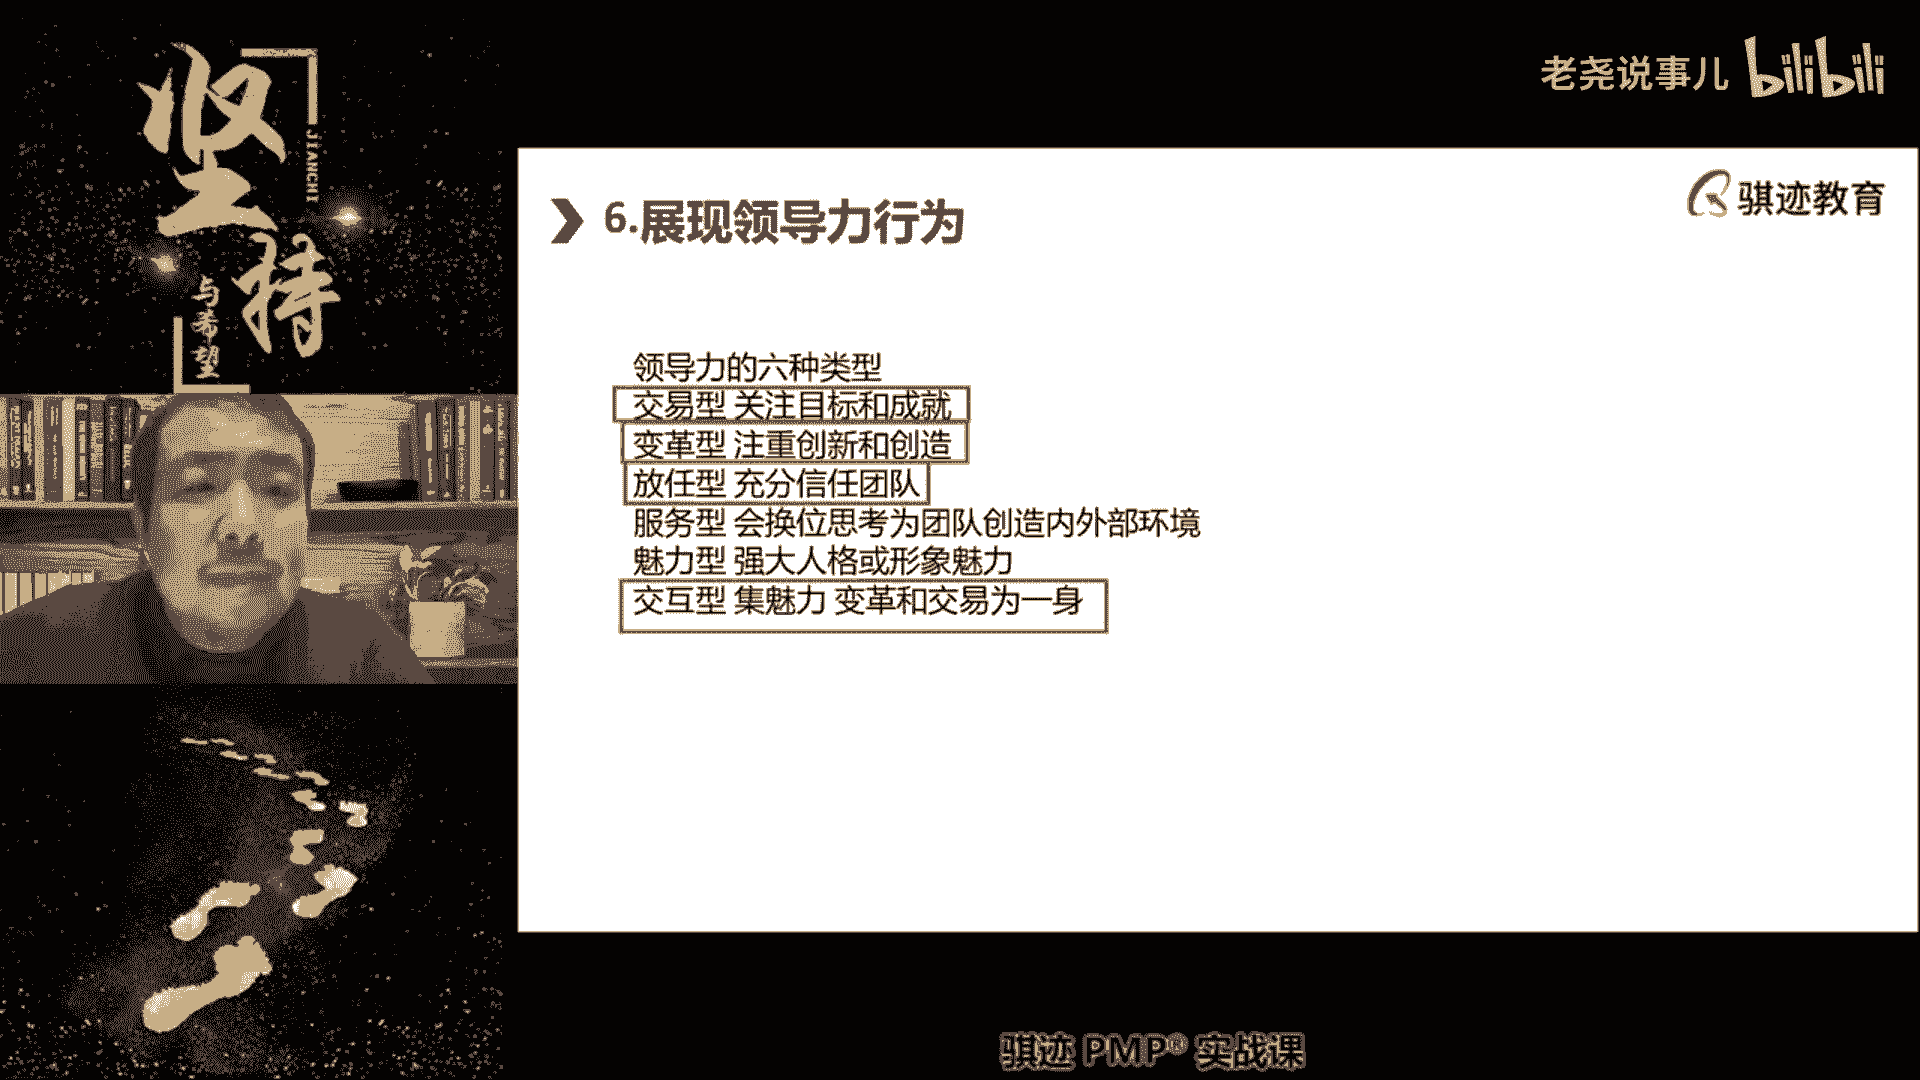 坚持
JIANCHI
与希望
老尧说事儿 bilibili
骐迹教育
6.展现领导力行为
领导力的六种类型
交易型 关注目标和成就
变革型 注重创新和创造
放任型 充分信任团队
服务型 会换位思考为团队创造内外部环境
魅力型 强大人格或形象魅力
交互型 集魅力 变革和交易为一身
骐迹 PMP® 实战课